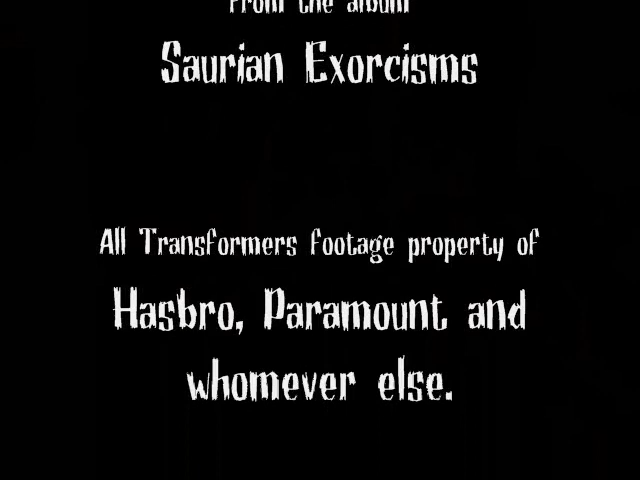 From the album
Saurian Exorcisms
All Transformers footage property of
Hasbro, Paramount and
whomever else.